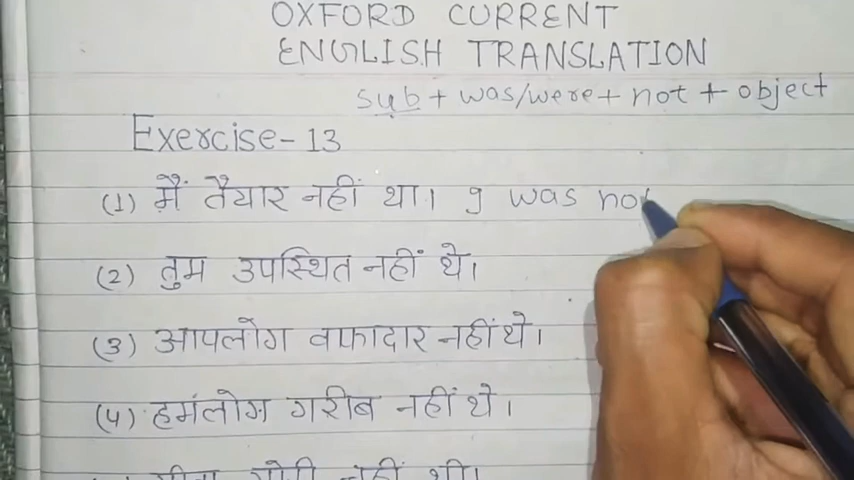 OXFORD CURRENT
ENGLISH TRANSLATION
sub + was/were + not + object
Exercise - 13
(1) मैं तैयार नहीं था। I was not
(2) तुम उपस्थित नहीं थे।
(3) आपलोग वफादार नहीं थे।
(4) हमलोग गरीब नहीं थे।
नहीं थी।